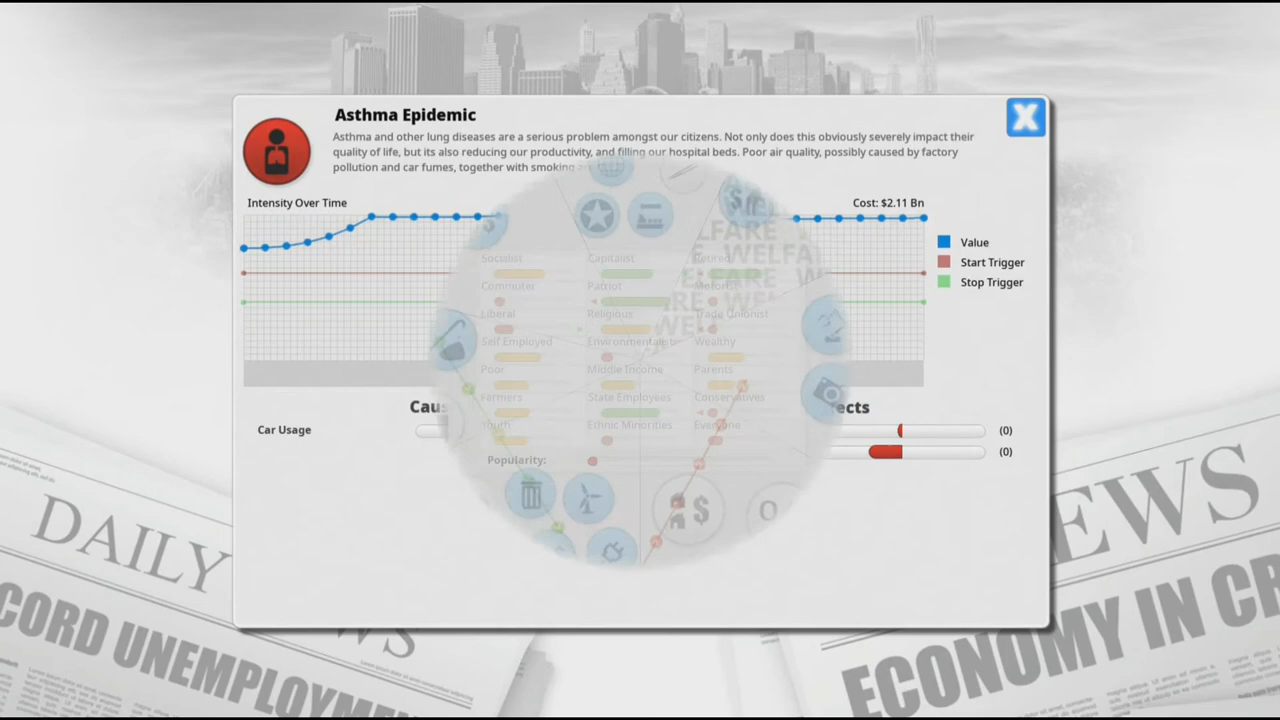 Asthma Epidemic
Asthma and other lung diseases are a serious problem amongst our citizens. Not only does this obviously severely impact their
quality of life, but its also reducing our productivity, and filling our hospital beds. Poor air quality, possibly caused by factory
pollution and car fumes, together with smoking
Intensity Over Time
Cost: $2.11 Bn
Value
Start Trigger
Stop Trigger
WELFARE
Socialist Capitalist Retired
Commuter Patriot Motorist
Liberal Religious Trade Unionist
Self Employed Environmentalist Wealthy
Poor Middle Income Parents
Farmers State Employees Conservatives
Youth Ethnic Minorities Everyone
Popularity:
Cau
ects
Car Usage
(0)
(0)
DAILY
NEWS
CORD UNEMPLOYME
EWS
ECONOMY IN CR